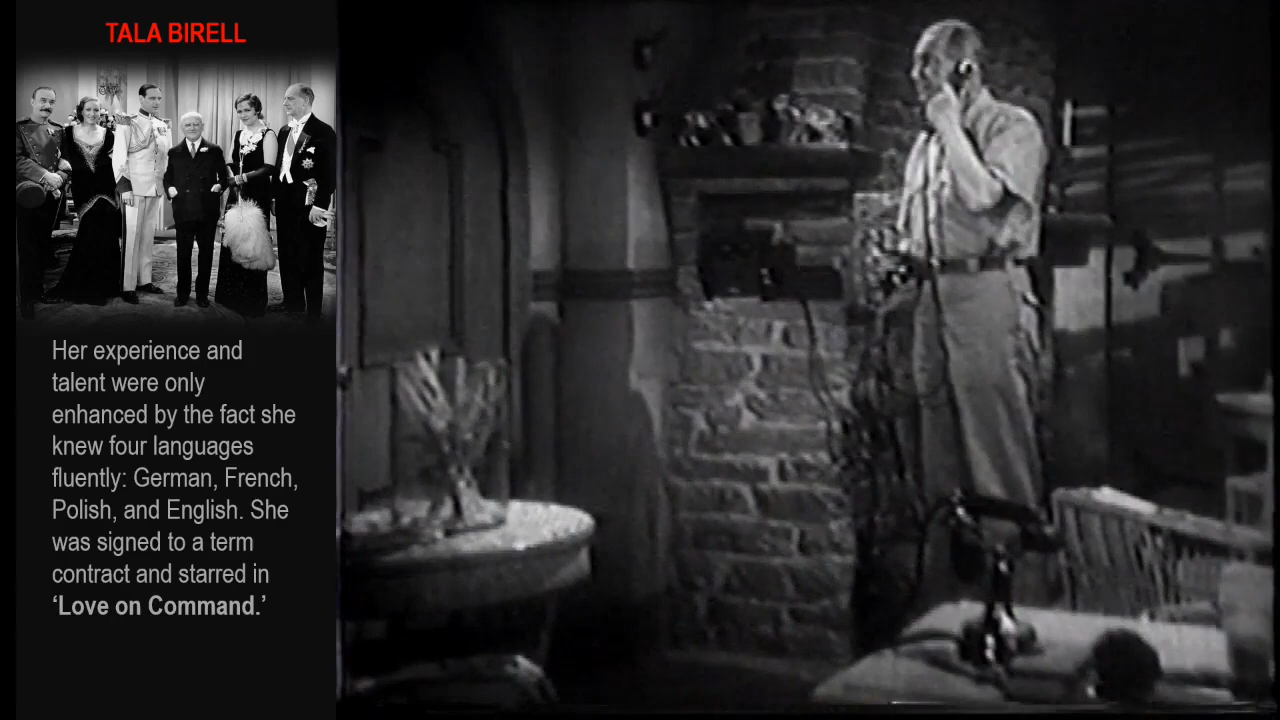 TALA BIRELL
Her experience and
talent were only
enhanced by the fact she
knew four languages
fluently: German, French,
Polish, and English. She
was signed to a term
contract and starred in
‘Love on Command.’